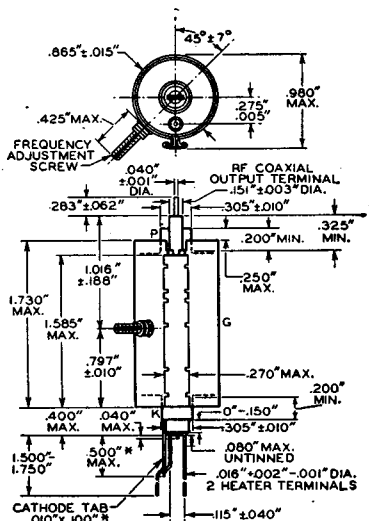 45°±7°
.865"±.015"
.980" MAX.
.275" .005"
.425" MAX.
FREQUENCY ADJUSTMENT SCREW
.040" ±.001" DIA.
RF COAXIAL OUTPUT TERMINAL
.151"±.003" DIA.
.283"±.062"
.305"±.010"
.325" MIN.
P
.200" MIN.
.250" MAX.
1.016" ±.188"
1.730" MAX.
1.585" MAX.
G
.797" ±.010"
.270" MAX.
.200" MIN.
.400" MAX.
.040" MAX.
K
0"-.150"
.305"±.010"
.080" MAX. UNTINNED
1.500"- 1.750"
.500"* MAX.
.016"+.002"-.001" DIA.
2 HEATER TERMINALS
CATHODE TAB
.010"x.100"*
.115"±.040"